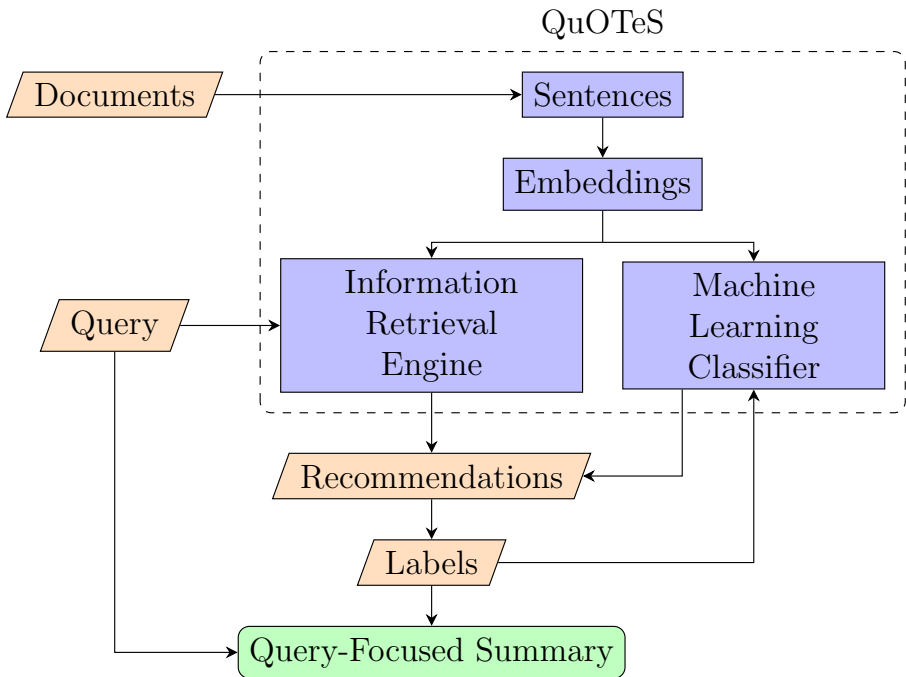 QuOTeS
Documents
Sentences
Embeddings
Information
Retrieval
Engine
Machine
Learning
Classifier
Query
Recommendations
Labels
Query-Focused Summary